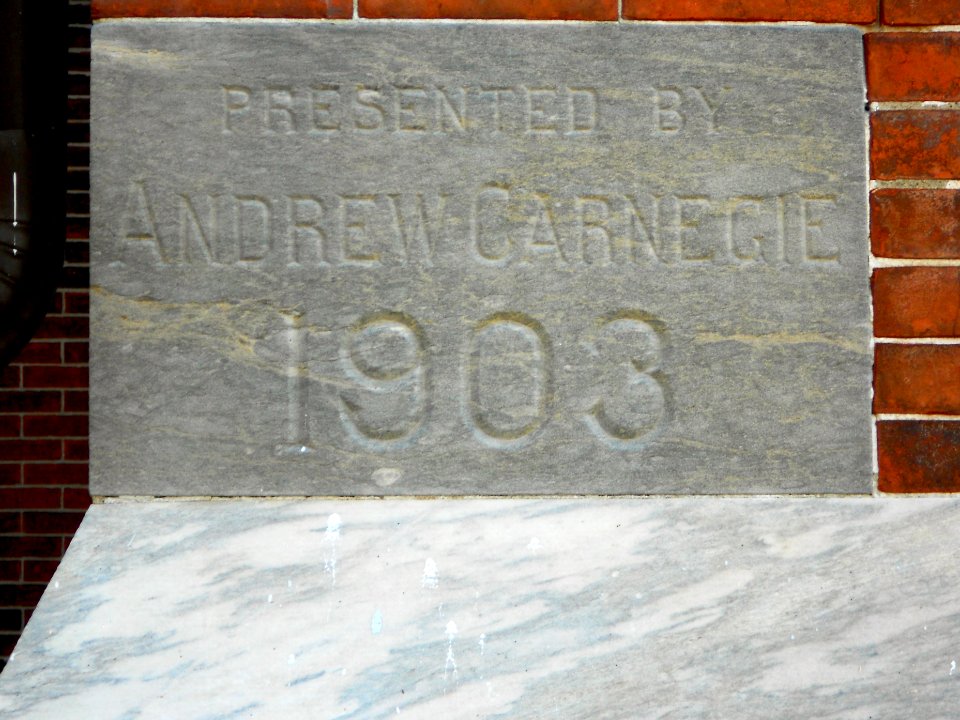 PRESENTED BY
ANDREW CARNEGIE
1903